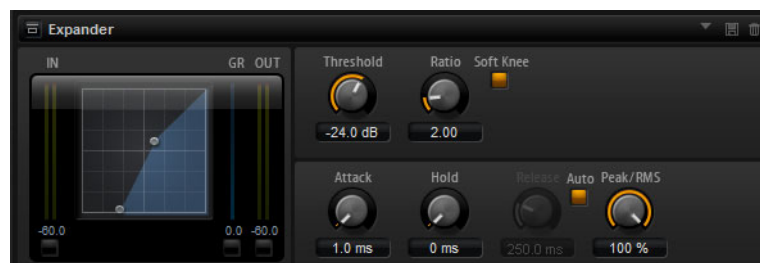 Expander
IN GR OUT
Threshold Ratio Soft Knee
-24.0 dB 2.00
Attack Hold Release Auto Peak/RMS
-60.0 0.0 -60.0
1.0 ms 0 ms 250.0 ms 100 %